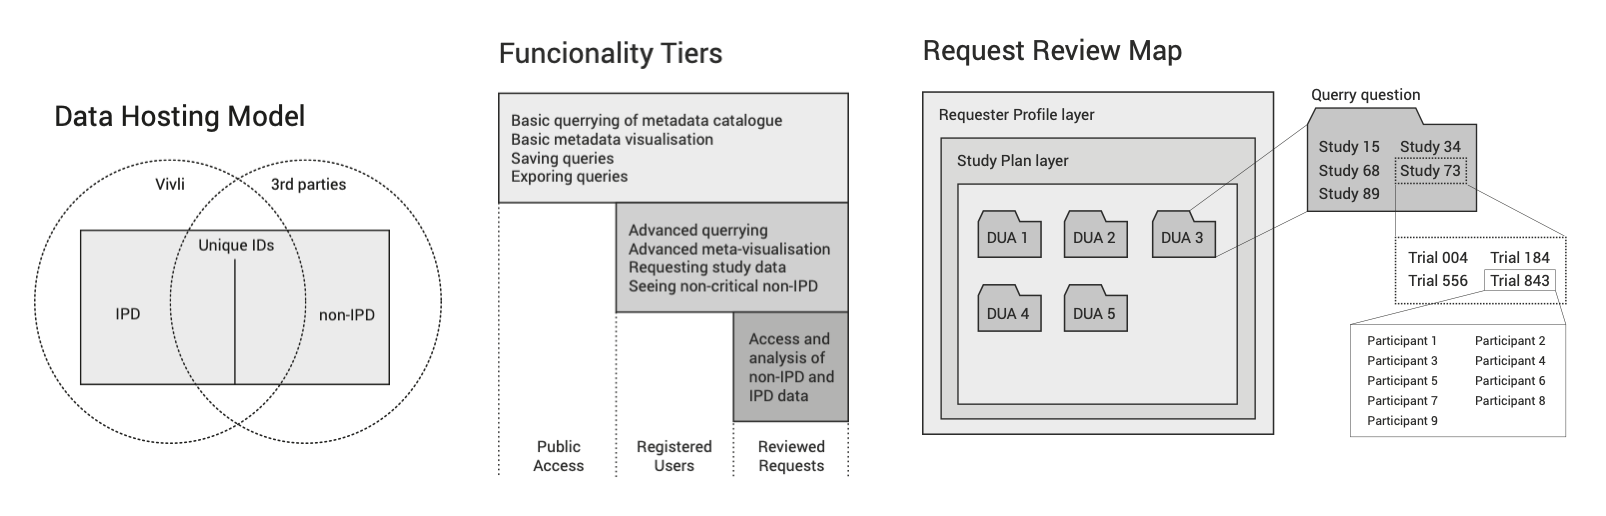 Data Hosting Model
Vivli
3rd parties
Unique IDs
IPD
non-IPD
Funcionality Tiers
Basic querrying of metadata catalogue
Basic metadata visualisation
Saving queries
Exporing queries
Advanced querrying
Advanced meta-visualisation
Requesting study data
Seeing non-critical non-IPD
Access and
analysis of
non-IPD and
IPD data
Public
Access
Registered
Users
Reviewed
Requests
Request Review Map
Requester Profile layer
Study Plan layer
DUA 1
DUA 2
DUA 3
DUA 4
DUA 5
Querry question
Study 15
Study 34
Study 68
Study 73
Study 89
Trial 004
Trial 184
Trial 556
Trial 843
Participant 1
Participant 2
Participant 3
Participant 4
Participant 5
Participant 6
Participant 7
Participant 8
Participant 9